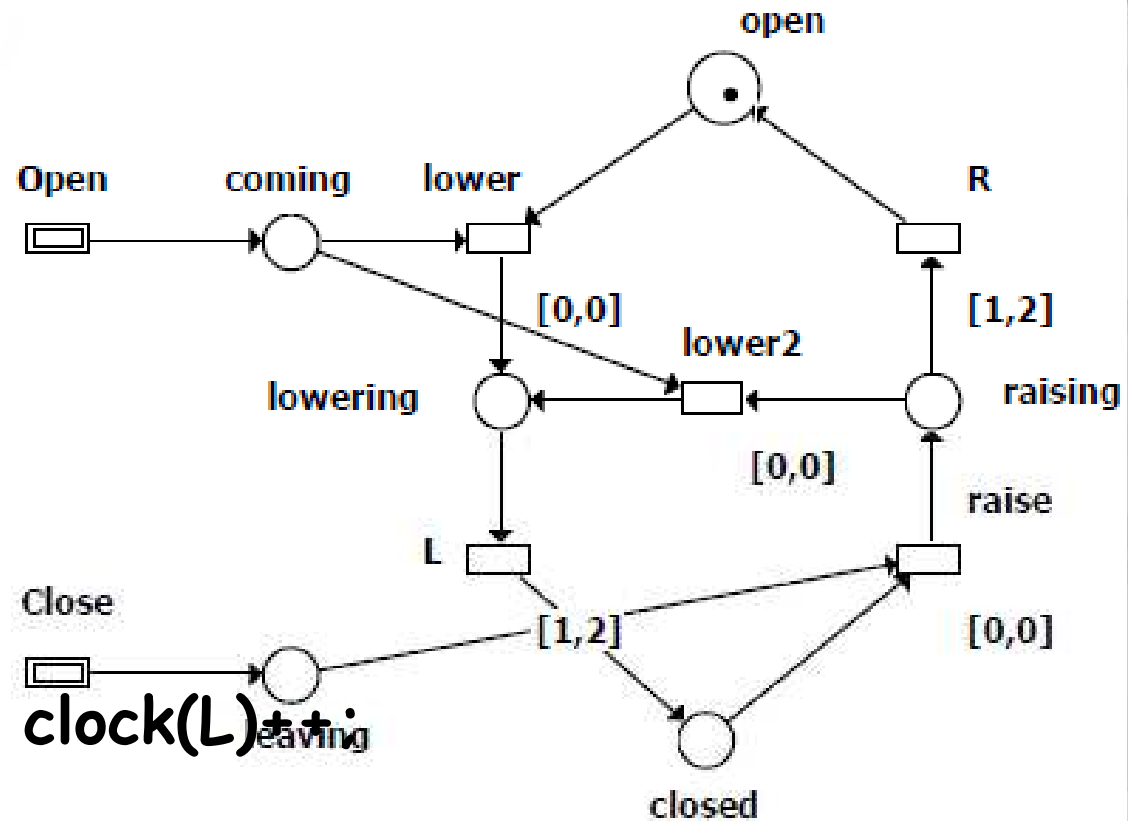 open
Open
coming
lower
R
[0,0]
[1,2]
lower2
lowering
raising
[0,0]
raise
L
Close
[1,2]
[0,0]
clock(L)++;
leaving
closed